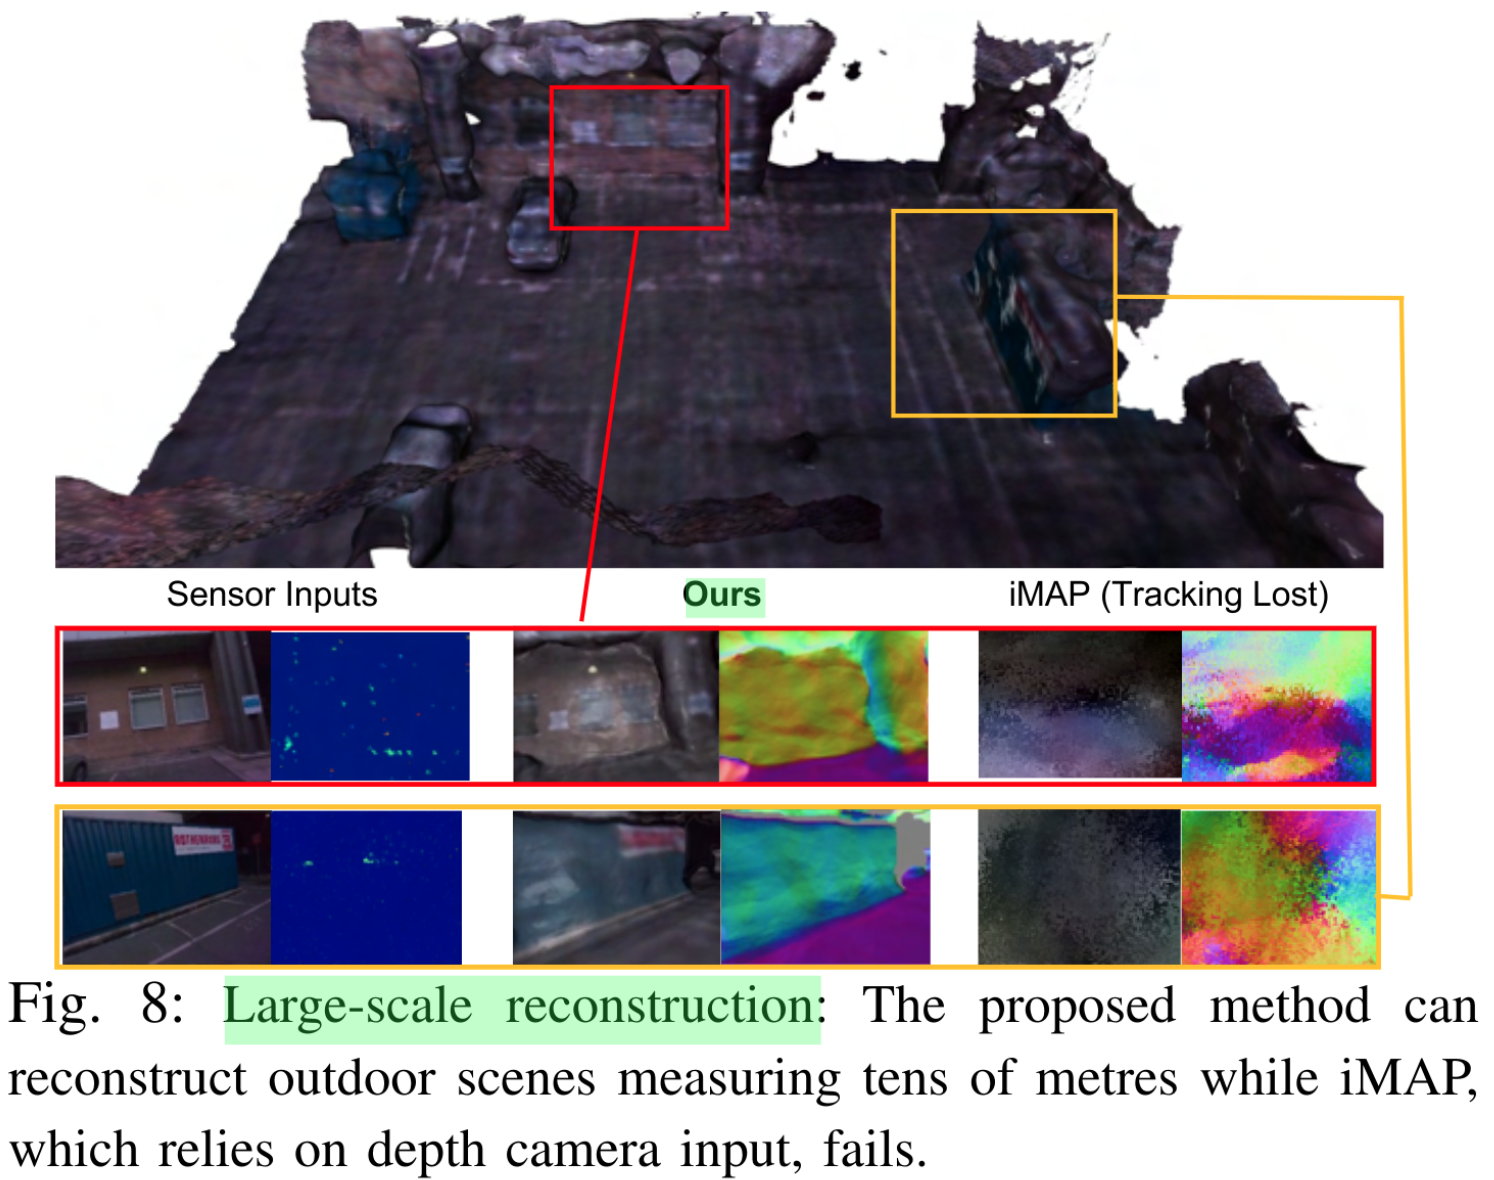 Sensor Inputs
Ours
iMAP (Tracking Lost)
ROTHENBERG
Fig. 8: Large-scale reconstruction: The proposed method can
reconstruct outdoor scenes measuring tens of metres while iMAP,
which relies on depth camera input, fails.